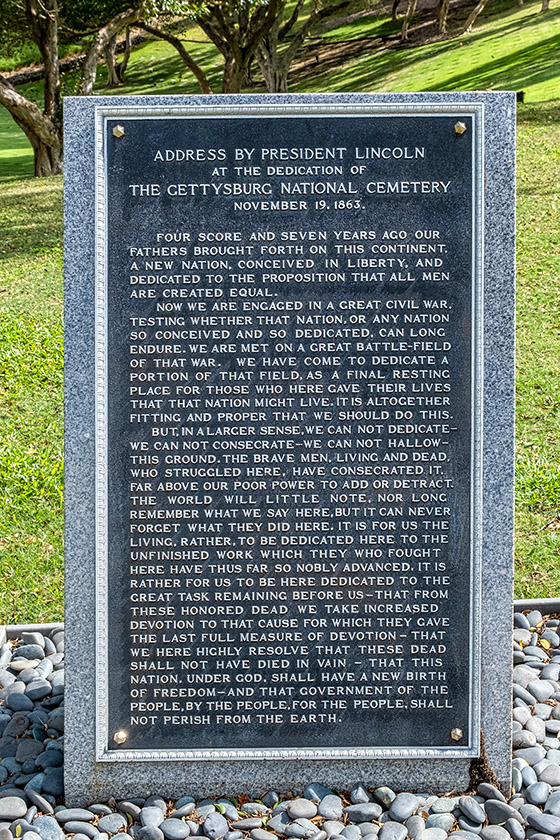 ADDRESS BY PRESIDENT LINCOLN
AT THE DEDICATION OF
THE GETTYSBURG NATIONAL CEMETERY
NOVEMBER 19, 1863.
FOUR SCORE AND SEVEN YEARS AGO OUR
FATHERS BROUGHT FORTH ON THIS CONTINENT,
A NEW NATION, CONCEIVED IN LIBERTY, AND
DEDICATED TO THE PROPOSITION THAT ALL MEN
ARE CREATED EQUAL.
NOW WE ARE ENGAGED IN A GREAT CIVIL WAR,
TESTING WHETHER THAT NATION, OR ANY NATION
SO CONCEIVED AND SO DEDICATED, CAN LONG
ENDURE. WE ARE MET ON A GREAT BATTLE-FIELD
OF THAT WAR. WE HAVE COME TO DEDICATE A
PORTION OF THAT FIELD, AS A FINAL RESTING
PLACE FOR THOSE WHO HERE GAVE THEIR LIVES
THAT THAT NATION MIGHT LIVE. IT IS ALTOGETHER
FITTING AND PROPER THAT WE SHOULD DO THIS.
BUT, IN A LARGER SENSE, WE CAN NOT DEDICATE—
WE CAN NOT CONSECRATE—WE CAN NOT HALLOW—
THIS GROUND. THE BRAVE MEN, LIVING AND DEAD,
WHO STRUGGLED HERE, HAVE CONSECRATED IT,
FAR ABOVE OUR POOR POWER TO ADD OR DETRACT.
THE WORLD WILL LITTLE NOTE, NOR LONG
REMEMBER WHAT WE SAY HERE, BUT IT CAN NEVER
FORGET WHAT THEY DID HERE. IT IS FOR US THE
LIVING, RATHER, TO BE DEDICATED HERE TO THE
UNFINISHED WORK WHICH THEY WHO FOUGHT
HERE HAVE THUS FAR SO NOBLY ADVANCED. IT IS
RATHER FOR US TO BE HERE DEDICATED TO THE
GREAT TASK REMAINING BEFORE US—THAT FROM
THESE HONORED DEAD WE TAKE INCREASED
DEVOTION TO THAT CAUSE FOR WHICH THEY GAVE
THE LAST FULL MEASURE OF DEVOTION — THAT
WE HERE HIGHLY RESOLVE THAT THESE DEAD
SHALL NOT HAVE DIED IN VAIN — THAT THIS
NATION, UNDER GOD, SHALL HAVE A NEW BIRTH
OF FREEDOM—AND THAT GOVERNMENT OF THE
PEOPLE, BY THE PEOPLE, FOR THE PEOPLE, SHALL
NOT PERISH FROM THE EARTH.